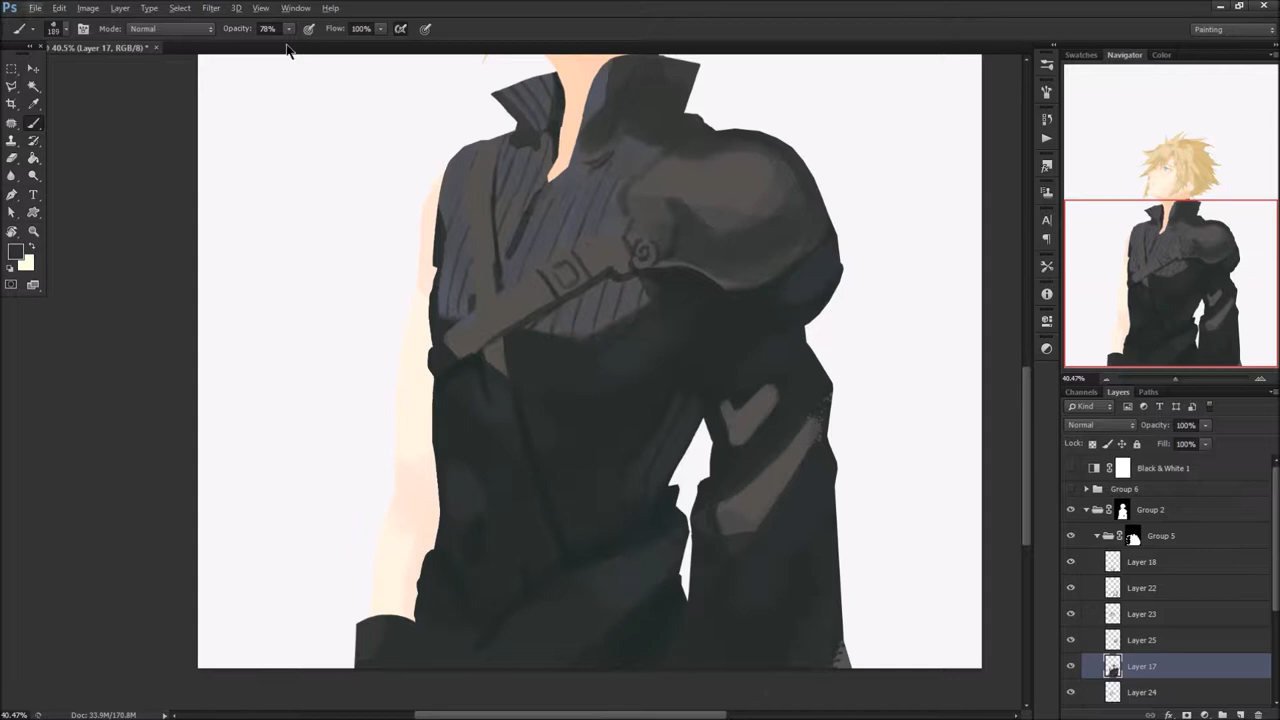 Ps File Edit Image Layer Type Select Filter 3D View Window Help
189 Mode: Normal Opacity: 78% Flow: 100% Painting
40.5% (Layer 17, RGB/8) * ×
Swatches Navigator Color
40.47%
Channels Layers Paths
Kind
Normal Opacity: 100%
Lock: Fill: 100%
Black & White 1
Group 6
Group 2
Group 5
Layer 18
Layer 22
Layer 23
Layer 25
Layer 17
Layer 24
40.47% Doc: 33.9M/170.8M